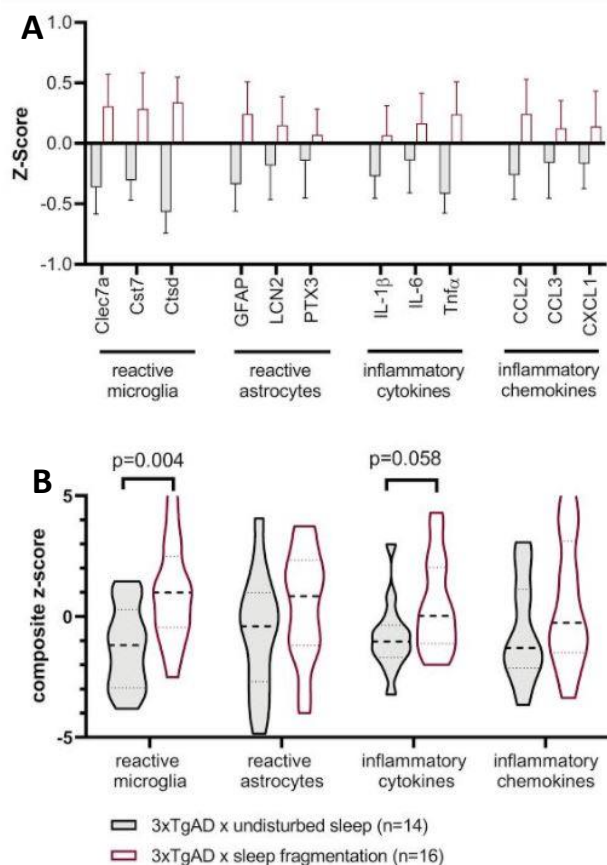 A
1.0
0.5
0.0
-0.5
-1.0
Z-Score
Clec7a
Cst7
Ctsd
GFAP
LCN2
PTX3
IL-1β
IL-6
Tnfα
CCL2
CCL3
CXCL1
reactive
microglia
reactive
astrocytes
inflammatory
cytokines
inflammatory
chemokines
B
p=0.004
p=0.058
5
0
-5
composite z-score
reactive
microglia
reactive
astrocytes
inflammatory
cytokines
inflammatory
chemokines
3xTgAD x undisturbed sleep (n=14)
3xTgAD x sleep fragmentation (n=16)